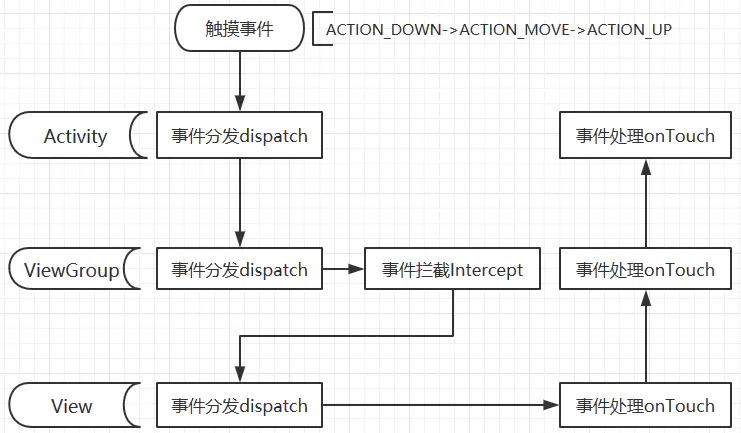 触摸事件
ACTION_DOWN->ACTION_MOVE->ACTION_UP
Activity
事件分发dispatch
事件处理onTouch
ViewGroup
事件分发dispatch
事件拦截Intercept
事件处理onTouch
View
事件分发dispatch
事件处理onTouch